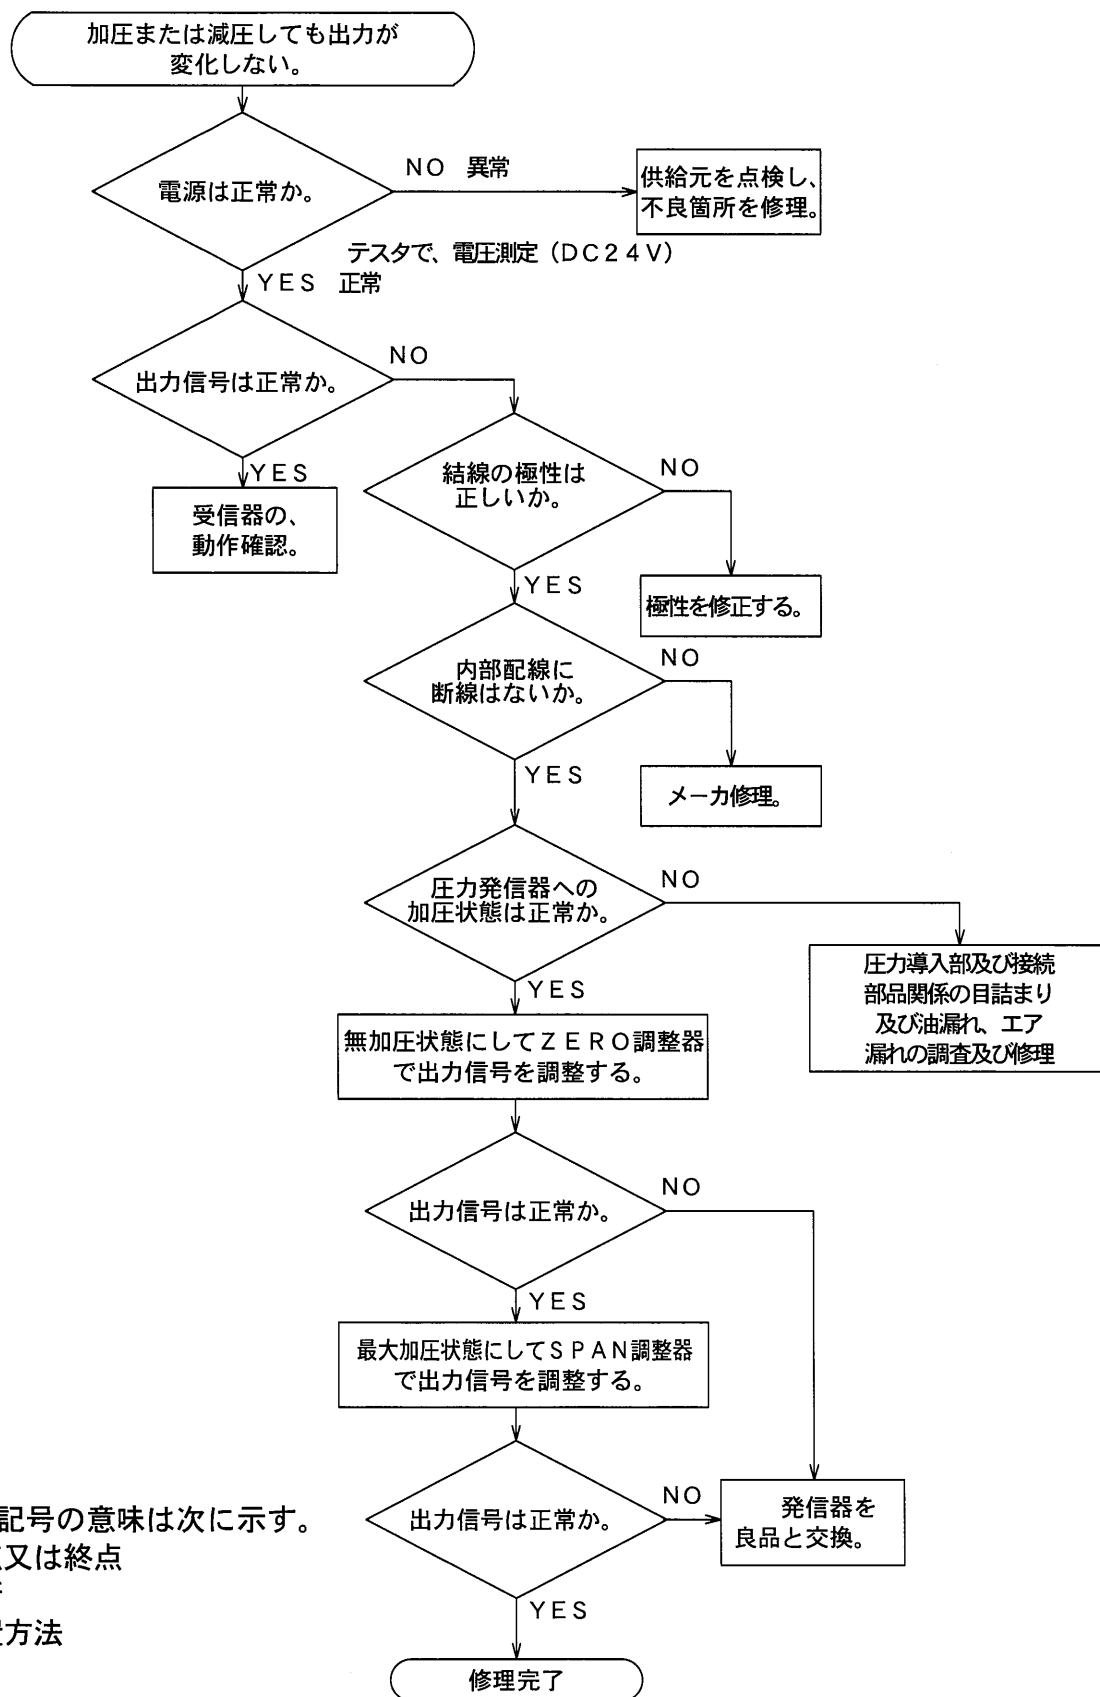 加圧または減圧しても出力が
変化しない。
電源は正常か。
NO 異常
供給元を点検し、
不良箇所を修理。
テスタで、電圧測定（DC24V）
YES 正常
出力信号は正常か。
NO
YES
受信器の、
動作確認。
結線の極性は
正しいか。
NO
YES
極性を修正する。
内部配線に
断線はないか。
NO
YES
メーカ修理。
圧力発信器への
加圧状態は正常か。
NO
YES
圧力導入部及び接続
部品関係の目詰まり
及び油漏れ、エア
漏れの調査及び修理
無加圧状態にしてZERO調整器
で出力信号を調整する。
出力信号は正常か。
NO
YES
最大加圧状態にしてSPAN調整器
で出力信号を調整する。
出力信号は正常か。
NO
発信器を
良品と交換。
YES
修理完了
記号の意味は次に示す。
又は終点
方法